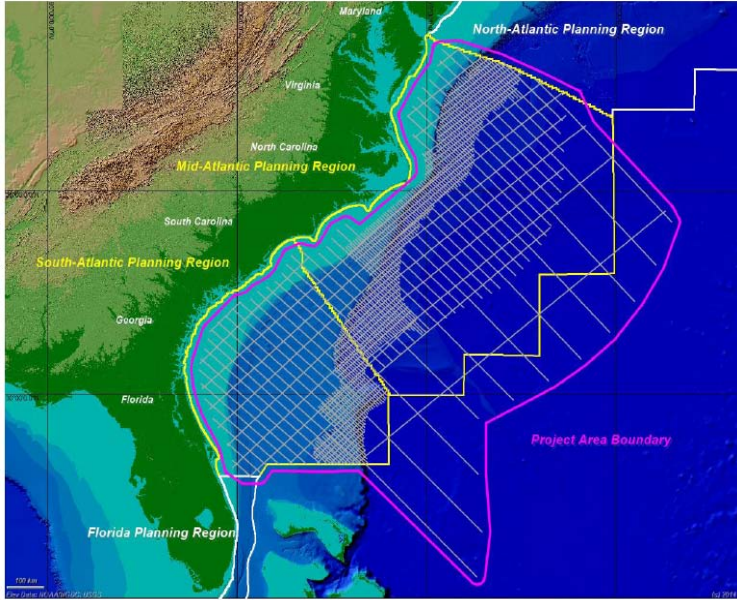 Maryland
North-Atlantic Planning Region
Virginia
North Carolina
Mid-Atlantic Planning Region
South Carolina
South-Atlantic Planning Region
Georgia
Florida
Project Area Boundary
Florida Planning Region
100 km